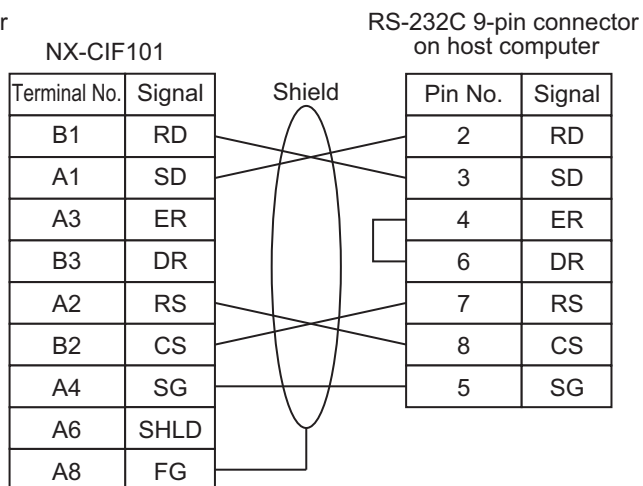 r
RS-232C 9-pin connector
on host computer
NX-CIF101
Terminal No. Signal Shield Pin No. Signal
B1 RD 2 RD
A1 SD 3 SD
A3 ER 4 ER
B3 DR 6 DR
A2 RS 7 RS
B2 CS 8 CS
A4 SG 5 SG
A6 SHLD
A8 FG